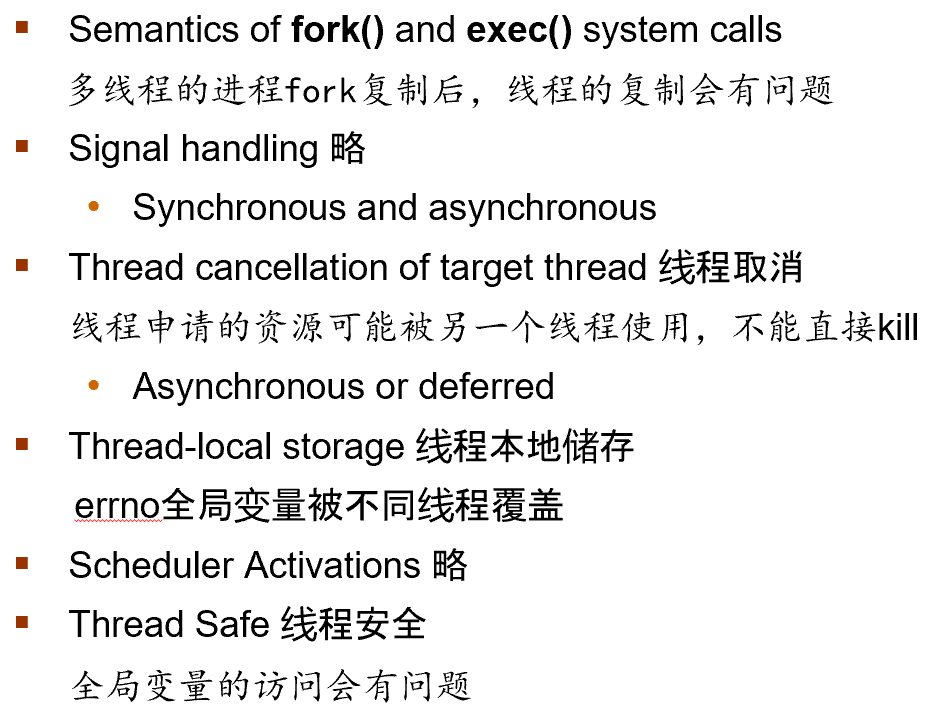 Semantics of fork() and exec() system calls
多线程的进程fork复制后，线程的复制会有问题
Signal handling 略
Synchronous and asynchronous
Thread cancellation of target thread 线程取消
线程申请的资源可能被另一个线程使用，不能直接kill
Asynchronous or deferred
Thread-local storage 线程本地储存
errno全局变量被不同线程覆盖
Scheduler Activations 略
Thread Safe 线程安全
全局变量的访问会有问题